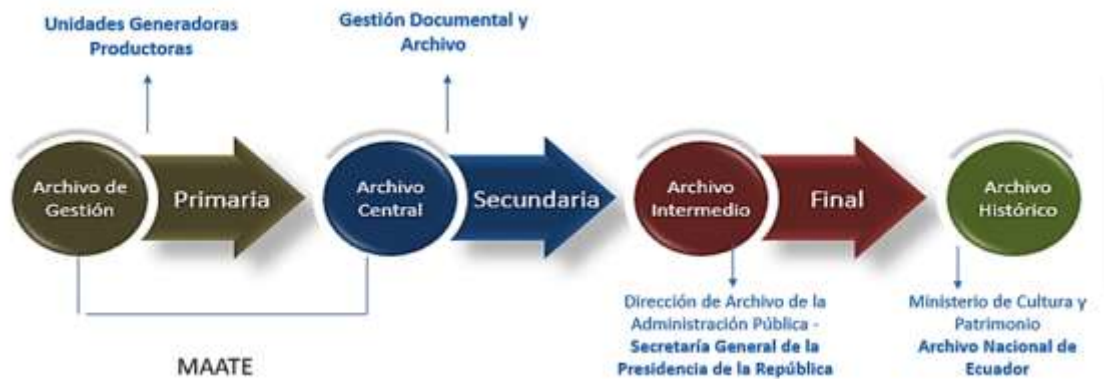 Unidades Generadoras
Productoras
Gestión Documental y
Archivo
Archivo de
Gestión
Primaria
Archivo
Central
Secundaria
Archivo
Intermedio
Final
Archivo
Histórico
Dirección de Archivo de la
Administración Pública -
Secretaría General de la
Presidencia de la República
Ministerio de Cultura y
Patrimonio
Archivo Nacional de
Ecuador
MAATE